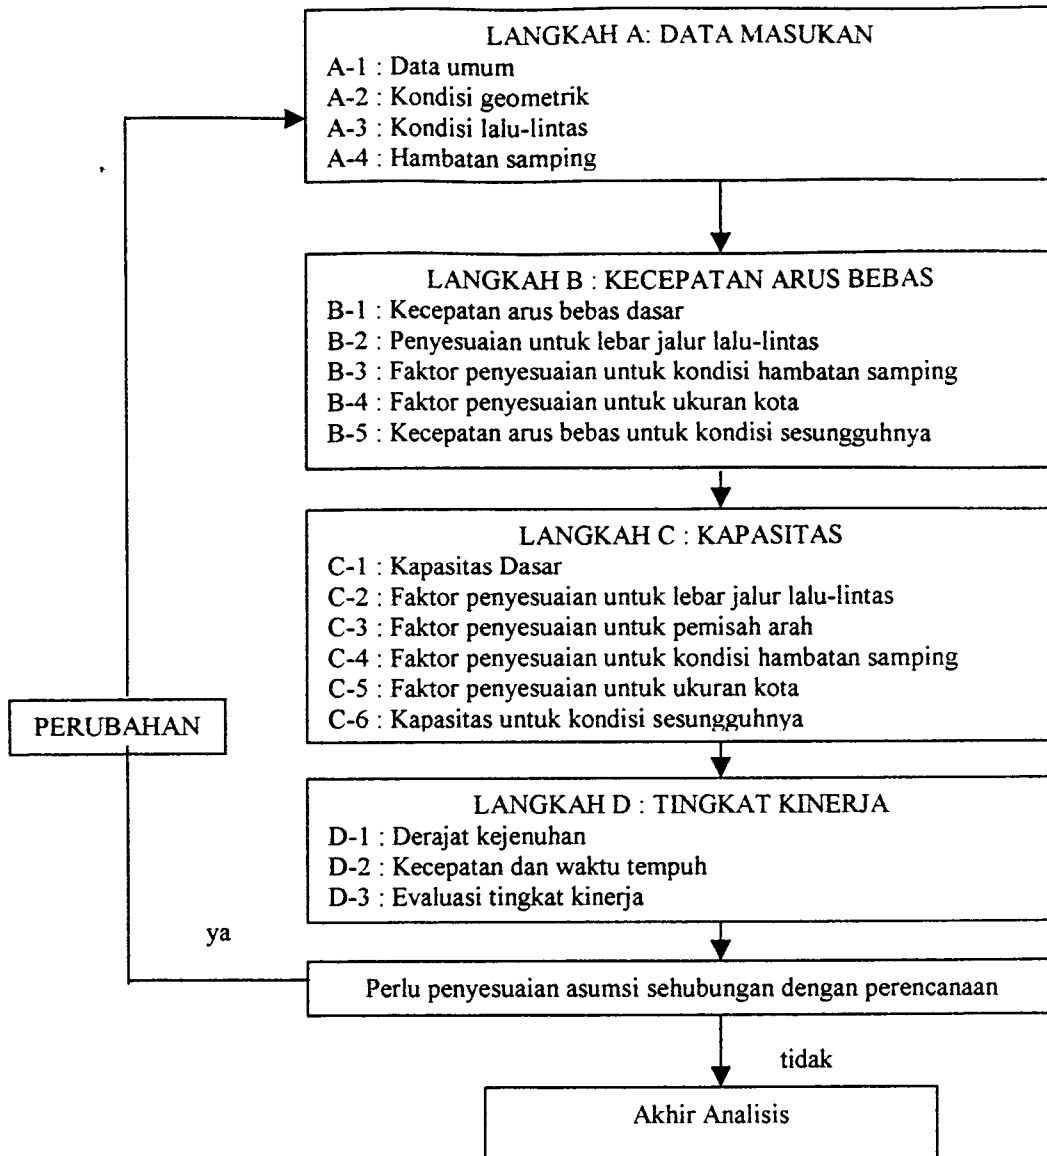 LANGKAH A: DATA MASUKAN
A-1 : Data umum
A-2 : Kondisi geometrik
A-3 : Kondisi lalu-lintas
A-4 : Hambatan samping
LANGKAH B : KECEPATAN ARUS BEBAS
B-1 : Kecepatan arus bebas dasar
B-2 : Penyesuaian untuk lebar jalur lalu-lintas
B-3 : Faktor penyesuaian untuk kondisi hambatan samping
B-4 : Faktor penyesuaian untuk ukuran kota
B-5 : Kecepatan arus bebas untuk kondisi sesungguhnya
LANGKAH C : KAPASITAS
C-1 : Kapasitas Dasar
C-2 : Faktor penyesuaian untuk lebar jalur lalu-lintas
C-3 : Faktor penyesuaian untuk pemisah arah
C-4 : Faktor penyesuaian untuk kondisi hambatan samping
C-5 : Faktor penyesuaian untuk ukuran kota
C-6 : Kapasitas untuk kondisi sesungguhnya
PERUBAHAN
LANGKAH D : TINGKAT KINERJA
D-1 : Derajat kejenuhan
D-2 : Kecepatan dan waktu tempuh
D-3 : Evaluasi tingkat kinerja
ya
Perlu penyesuaian asumsi sehubungan dengan perencanaan
tidak
Akhir Analisis